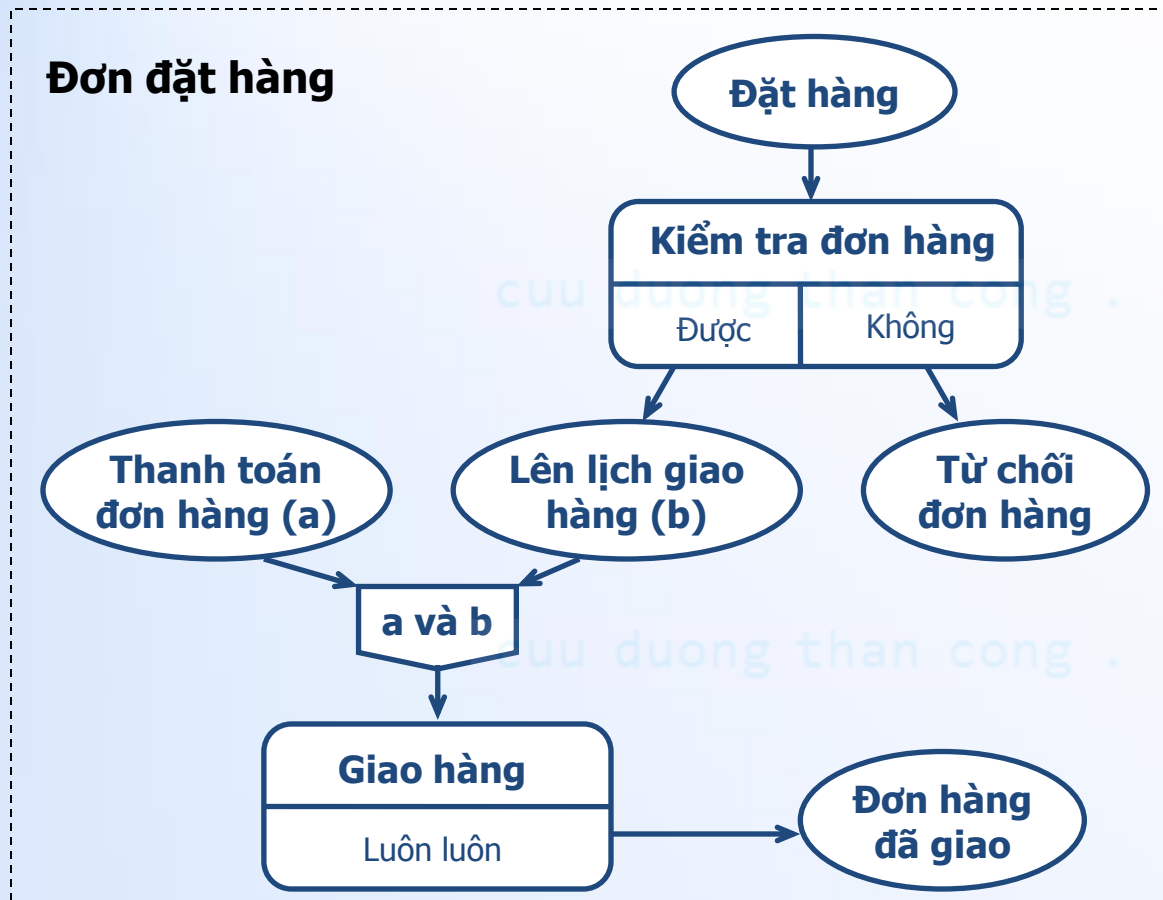 Đơn đặt hàng
Đặt hàng
Kiểm tra đơn hàng
cuu duong than cong .
Được
Không
Thanh toán
đơn hàng (a)
Lên lịch giao
hàng (b)
Từ chối
đơn hàng
a và b
cuu duong than cong .
Giao hàng
Luôn luôn
Đơn hàng
đã giao